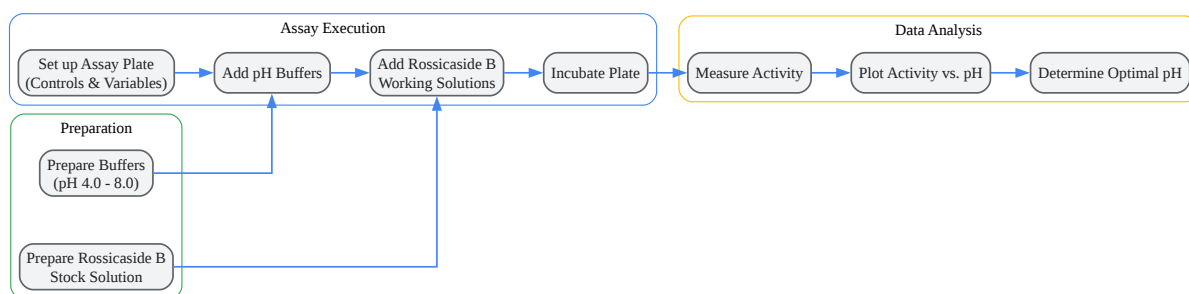 Assay Execution
Set up Assay Plate
(Controls & Variables)
Add pH Buffers
Add Rossicaside B
Working Solutions
Incubate Plate
Data Analysis
Measure Activity
Plot Activity vs. pH
Determine Optimal pH
Preparation
Prepare Buffers
(pH 4.0 - 8.0)
Prepare Rossicaside B
Stock Solution